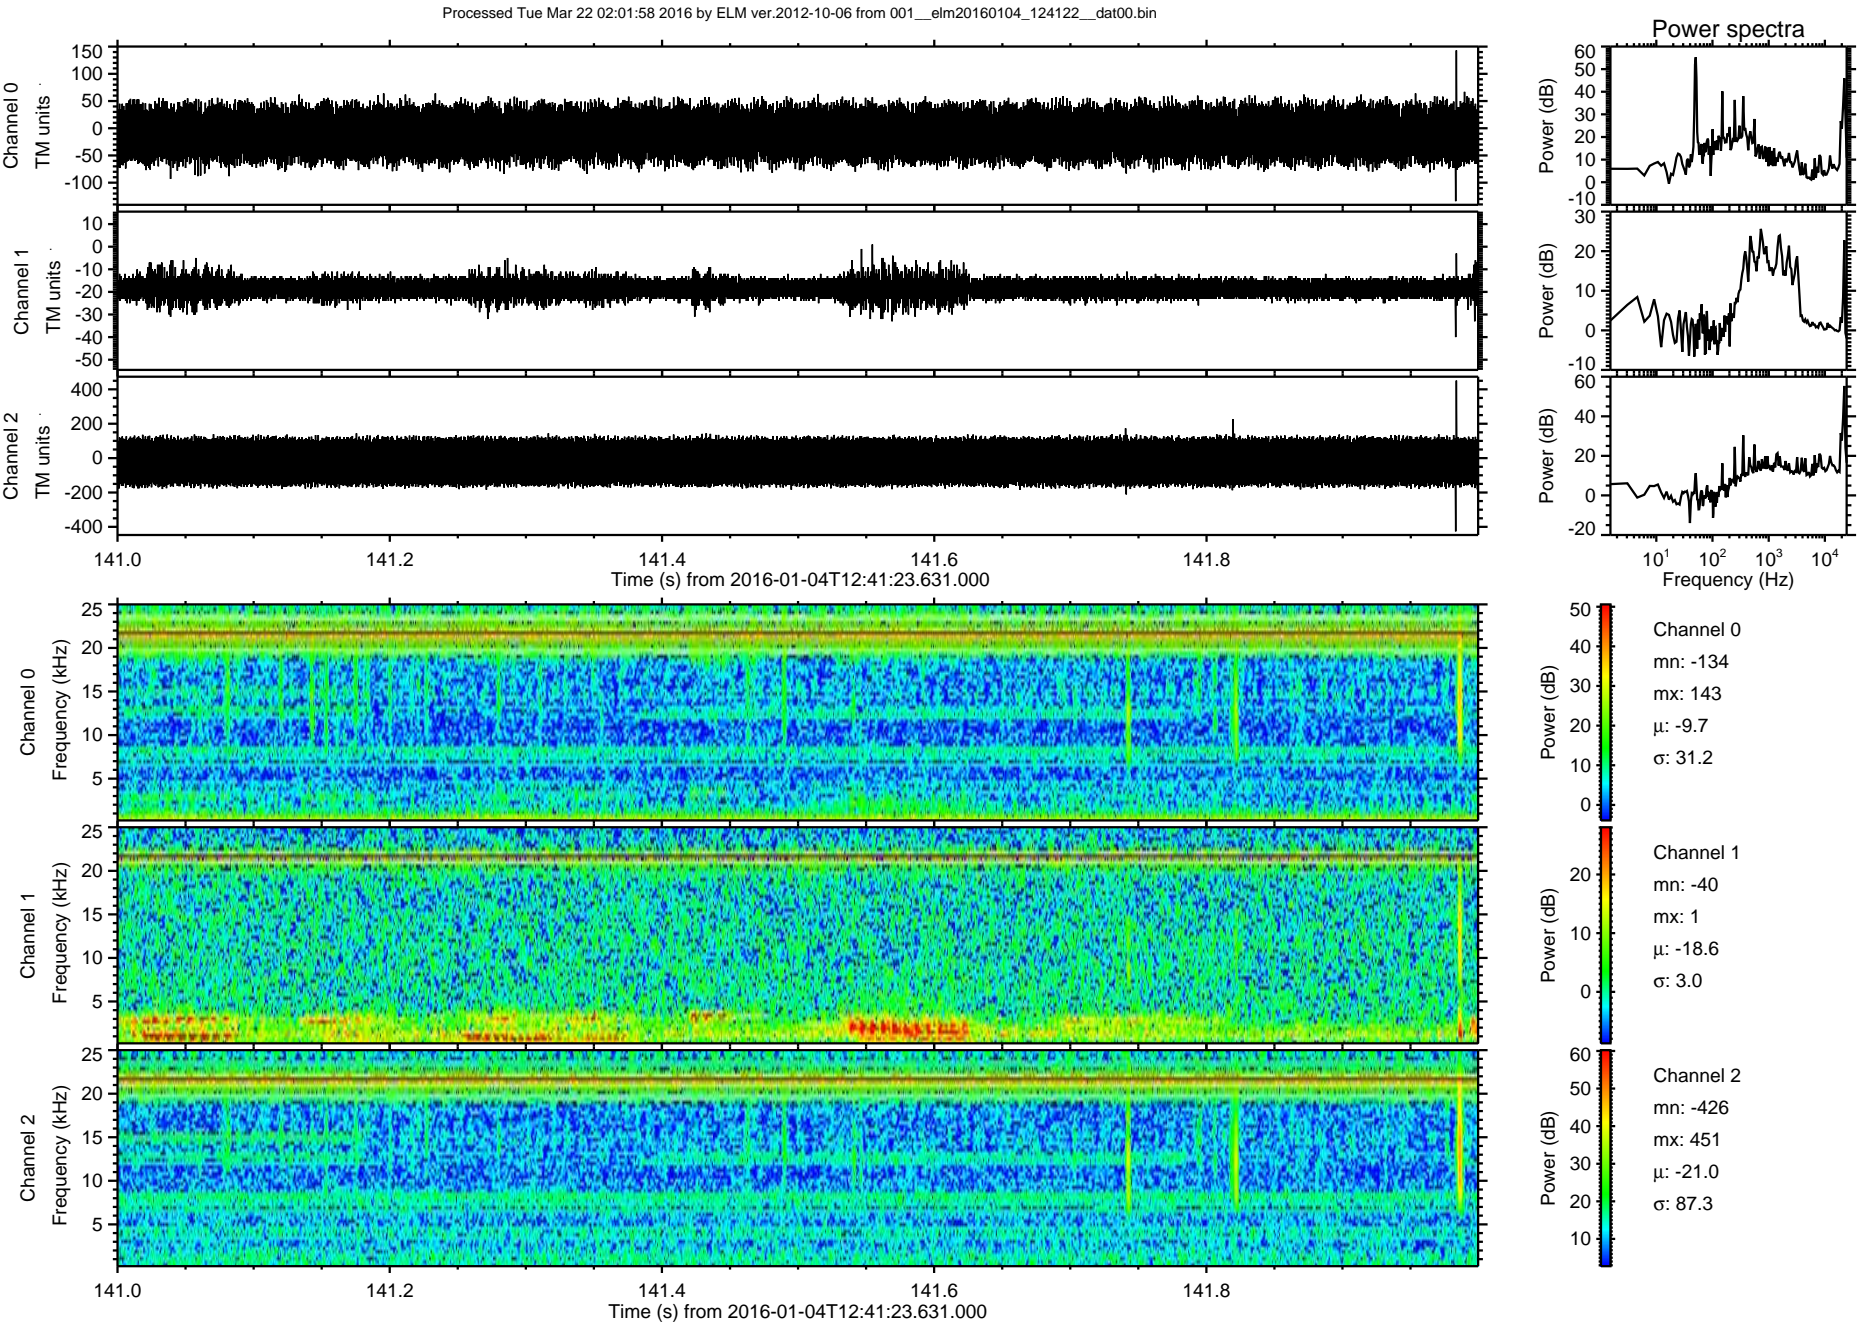 Processed Tue Mar 22 02:01:58 2016 by ELM ver.2012-10-06 from 001__elm20160104_124122__dat00.bin
Power spectra
Channel 0
TM units
150
100
50
0
-50
-100
Power (dB)
60
50
40
30
20
10
0
-10
Channel 1
TM units
10
0
-10
-20
-30
-40
-50
Power (dB)
30
20
10
0
-10
Channel 2
TM units
400
200
0
-200
-400
Power (dB)
60
40
20
0
-20
141.0 141.2 141.4 141.6 141.8
Time (s) from 2016-01-04T12:41:23.631.000
10¹ 10² 10³ 10⁴
Frequency (Hz)
Channel 0
Frequency (kHz)
25
20
15
10
5
Power (dB)
50
40
30
20
10
0
Channel 0
mn: -134
mx: 143
μ: -9.7
σ: 31.2
Channel 1
Frequency (kHz)
25
20
15
10
5
Power (dB)
20
10
0
Channel 1
mn: -40
mx: 1
μ: -18.6
σ: 3.0
Channel 2
Frequency (kHz)
25
20
15
10
5
Power (dB)
60
50
40
30
20
10
Channel 2
mn: -426
mx: 451
μ: -21.0
σ: 87.3
141.0 141.2 141.4 141.6 141.8
Time (s) from 2016-01-04T12:41:23.631.000